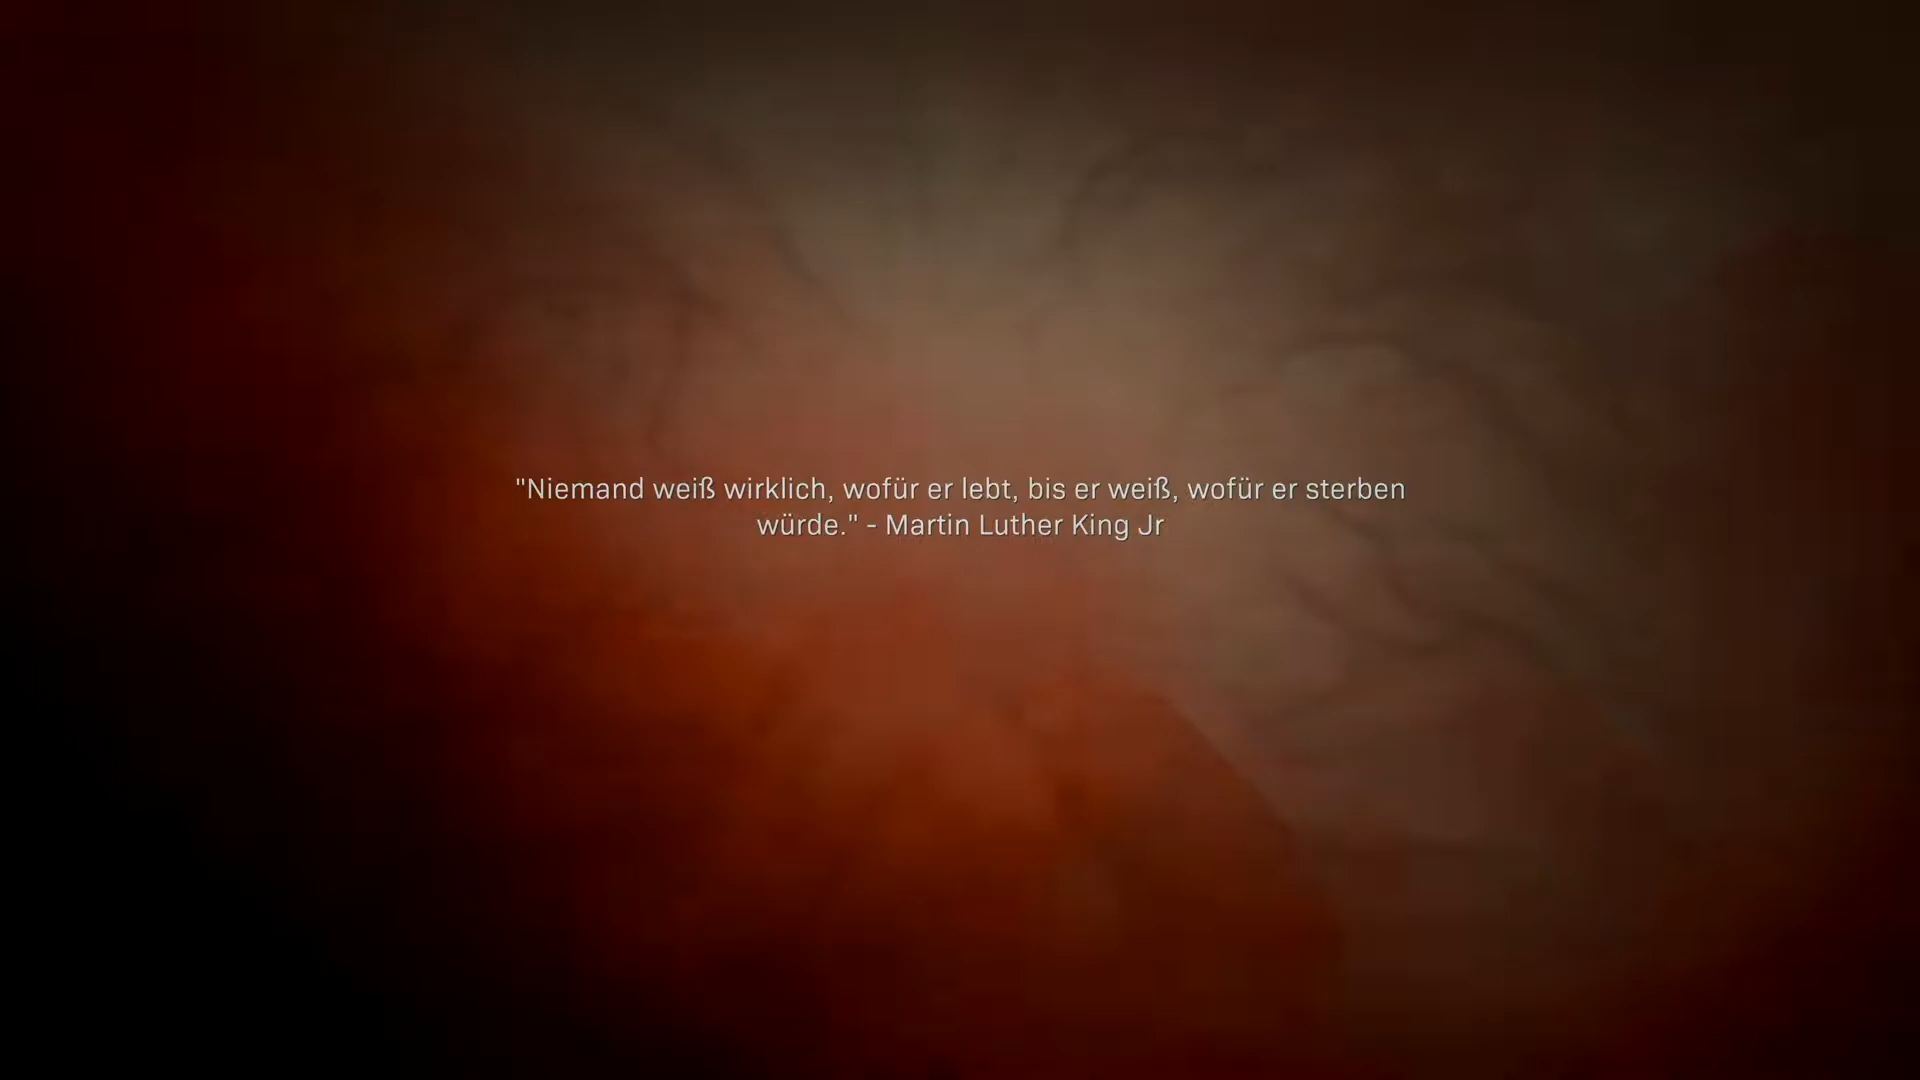 "Niemand weiß wirklich, wofür er lebt, bis er weiß, wofür er sterben
würde." - Martin Luther King Jr